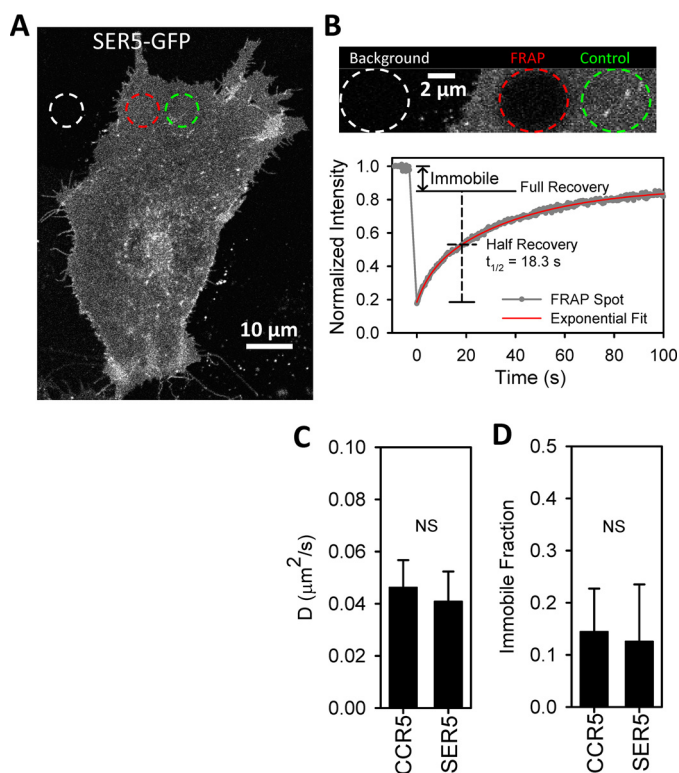 A
SER5-GFP
10 µm
B
Background
FRAP
Control
2 µm
Normalized Intensity
1.0
0.8
0.6
0.4
0.2
0.0
Immobile
Full Recovery
Half Recovery
t1/2 = 18.3 s
FRAP Spot
Exponential Fit
0 20 40 60 80 100
Time (s)
C
D (µm2/s)
0.10
0.08
0.06
0.04
0.02
0.00
NS
CCR5
SER5
D
Immobile Fraction
0.5
0.4
0.3
0.2
0.1
0.0
NS
CCR5
SER5